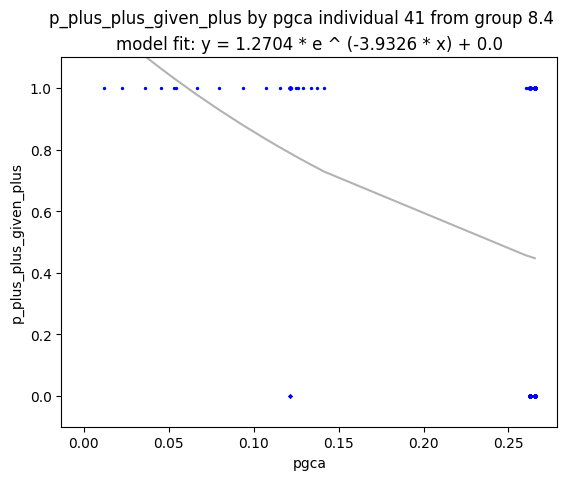 p_plus_plus_given_plus by pgca individual 41 from group 8.4
model fit: y = 1.2704 * e ^ (-3.9326 * x) + 0.0
1.0
0.8
0.6
0.4
0.2
0.0
p_plus_plus_given_plus
0.00 0.05 0.10 0.15 0.20 0.25
pgca